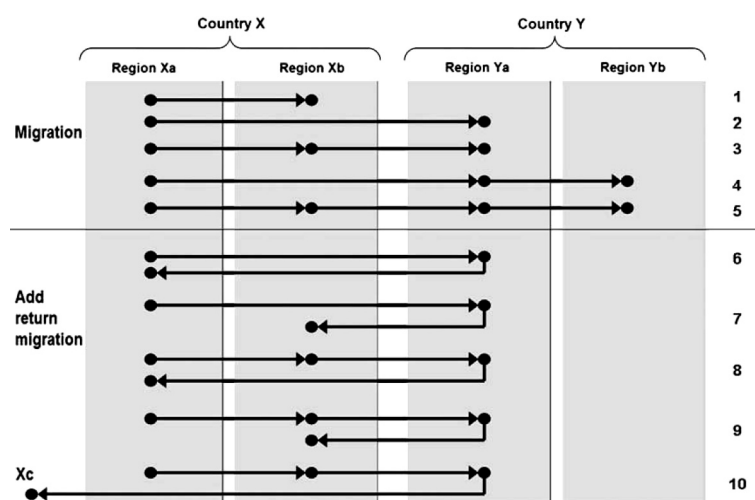 Country X
Country Y
Region Xa
Region Xb
Region Ya
Region Yb
1
2
Migration
3
4
5
6
Add
return
migration
7
8
9
Xc
10